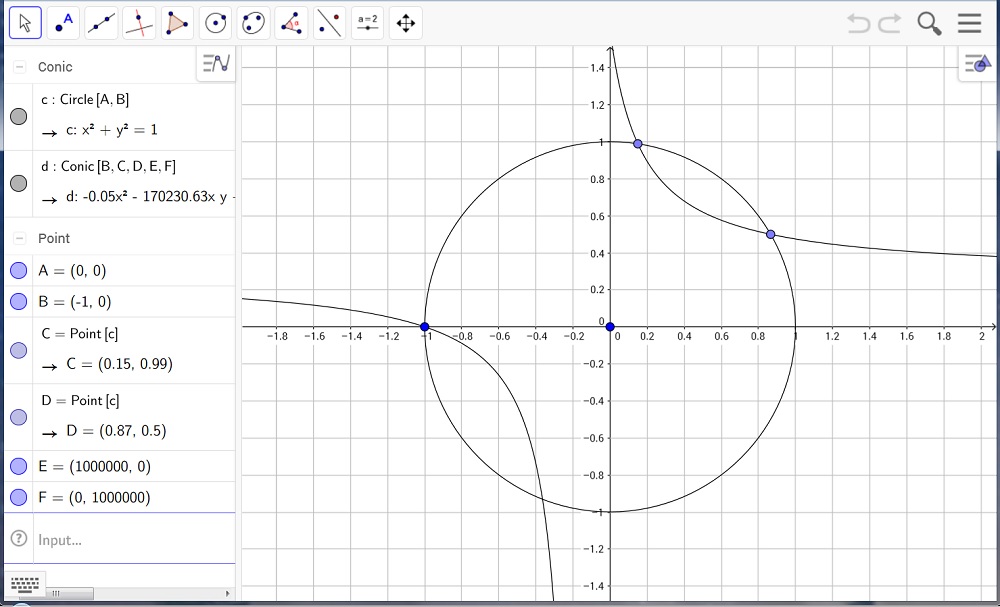 A
α
a=2
Conic
c : Circle[A, B]
→ c: x² + y² = 1
d : Conic[B, C, D, E, F]
→ d: -0.05x² - 170230.63x y -
Point
A = (0, 0)
B = (-1, 0)
C = Point[c]
→ C = (0.15, 0.99)
D = Point[c]
→ D = (0.87, 0.5)
E = (1000000, 0)
F = (0, 1000000)
Input...
1.4
1.2
1
0.8
0.6
0.4
0.2
0
−1.8 −1.6 −1.4 −1.2 −1 −0.8 −0.6 −0.4 −0.2 0 0.2 0.4 0.6 0.8 1 1.2 1.4 1.6 1.8 2
−0.2
−0.4
−0.6
−0.8
−1
−1.2
−1.4